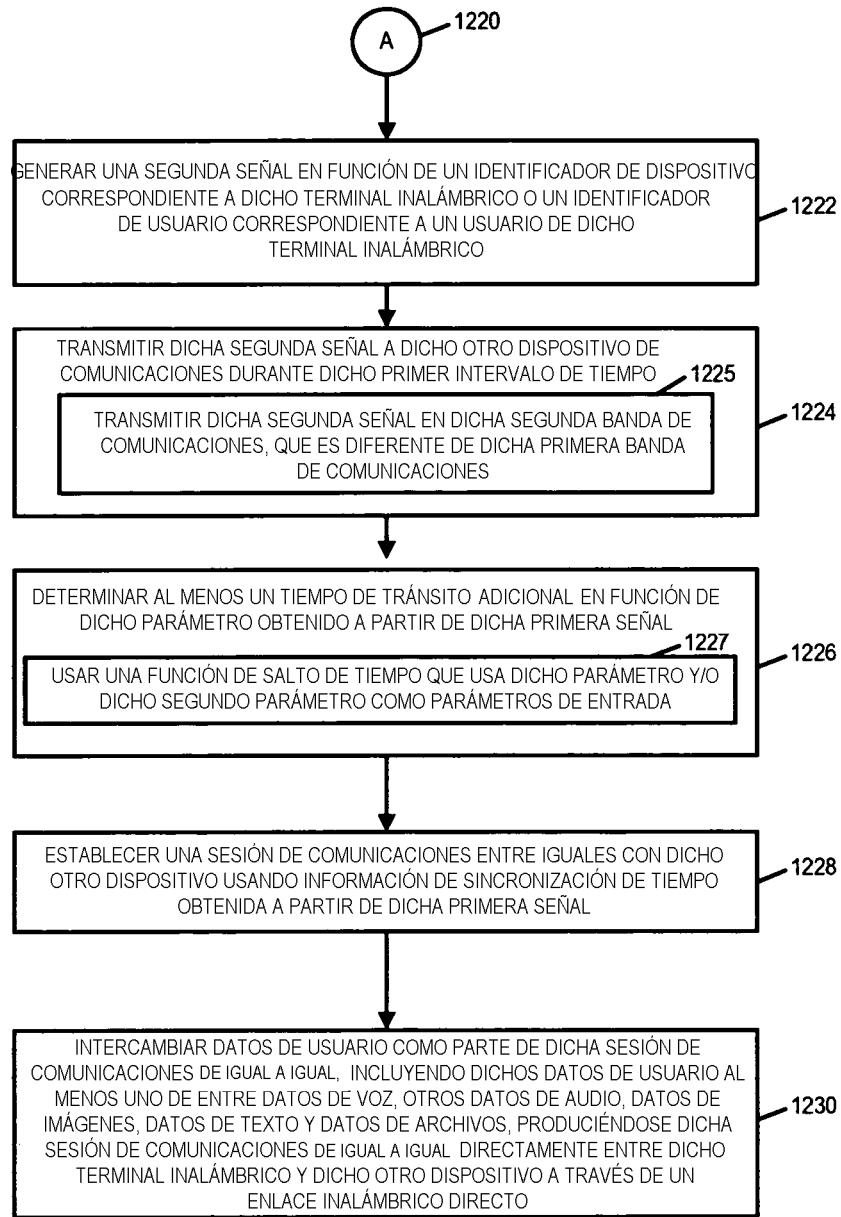 A
1220
GENERAR UNA SEGUNDA SEÑAL EN FUNCIÓN DE UN IDENTIFICADOR DE DISPOSITIVO
CORRESPONDIENTE A DICHO TERMINAL INALÁMBRICO O UN IDENTIFICADOR
DE USUARIO CORRESPONDIENTE A UN USUARIO DE DICHO
TERMINAL INALÁMBRICO
1222
TRANSMITIR DICHA SEGUNDA SEÑAL A DICHO OTRO DISPOSITIVO DE
COMUNICACIONES DURANTE DICHO PRIMER INTERVALO DE TIEMPO
1225
TRANSMITIR DICHA SEGUNDA SEÑAL EN DICHA SEGUNDA BANDA DE
COMUNICACIONES, QUE ES DIFERENTE DE DICHA PRIMERA BANDA
DE COMUNICACIONES
1224
DETERMINAR AL MENOS UN TIEMPO DE TRÁNSITO ADICIONAL EN FUNCIÓN DE
DICHO PARÁMETRO OBTENIDO A PARTIR DE DICHA PRIMERA SEÑAL
1227
USAR UNA FUNCIÓN DE SALTO DE TIEMPO QUE USA DICHO PARÁMETRO Y/O
DICHO SEGUNDO PARÁMETRO COMO PARÁMETROS DE ENTRADA
1226
ESTABLECER UNA SESIÓN DE COMUNICACIONES ENTRE IGUALES CON DICHO
OTRO DISPOSITIVO USANDO INFORMACIÓN DE SINCRONIZACIÓN DE TIEMPO
OBTENIDA A PARTIR DE DICHA PRIMERA SEÑAL
1228
INTERCAMBIAR DATOS DE USUARIO COMO PARTE DE DICHA SESIÓN DE
COMUNICACIONES DE IGUAL A IGUAL, INCLUYENDO DICHOS DATOS DE USUARIO AL
MENOS UNO DE ENTRE DATOS DE VOZ, OTROS DATOS DE AUDIO, DATOS DE
IMÁGENES, DATOS DE TEXTO Y DATOS DE ARCHIVOS, PRODUCIÉNDOSE DICHA
SESIÓN DE COMUNICACIONES DE IGUAL A IGUAL DIRECTAMENTE ENTRE DICHO
TERMINAL INALÁMBRICO Y DICHO OTRO DISPOSITIVO A TRAVÉS DE UN
ENLACE INALÁMBRICO DIRECTO
1230